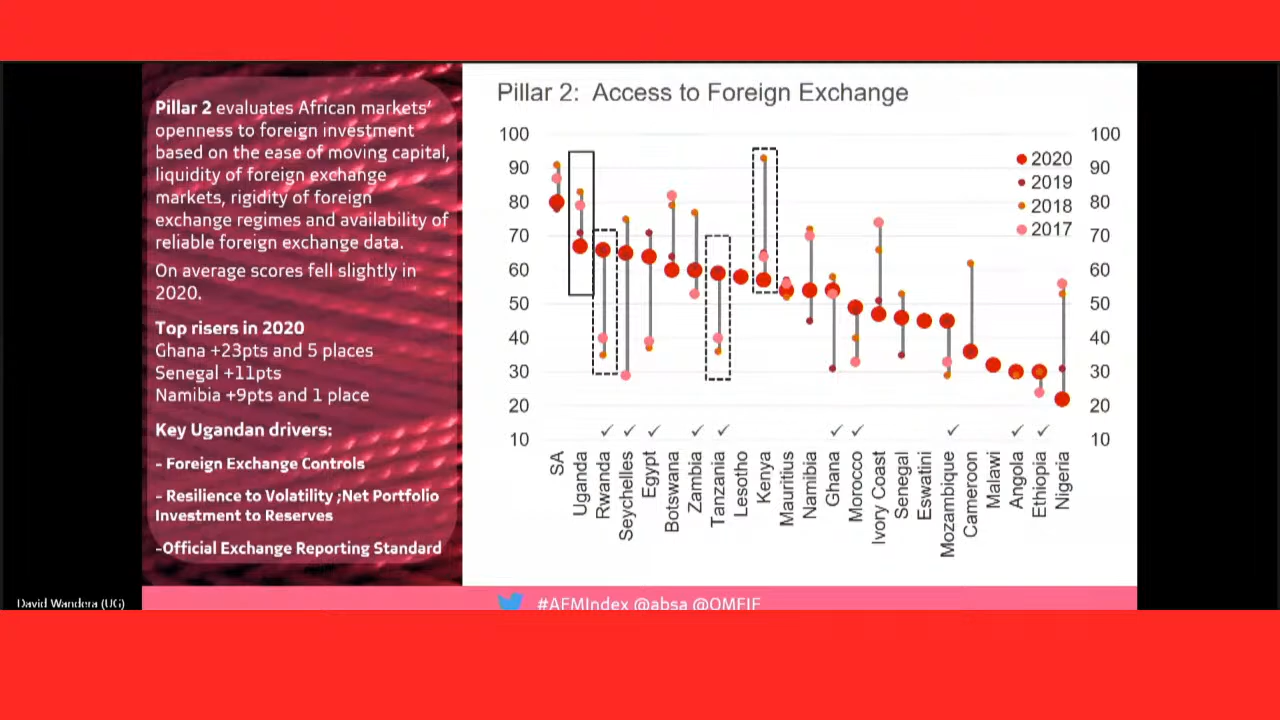 Pillar 2 evaluates African markets'
openness to foreign investment
based on the ease of moving capital,
liquidity of foreign exchange
markets, rigidity of foreign
exchange regimes and availability of
reliable foreign exchange data.
On average scores fell slightly in
2020.
Top risers in 2020
Ghana +23pts and 5 places
Senegal +11pts
Namibia +9pts and 1 place
Key Ugandan drivers:
- Foreign Exchange Controls
- Resilience to Volatility ;Net Portfolio
Investment to Reserves
-Official Exchange Reporting Standard
David Wandera (UG)
Pillar 2: Access to Foreign Exchange
100
90
80
70
60
50
40
30
20
10
100
90
80
70
60
50
40
30
20
10
2020
2019
2018
2017
SA
Uganda
Rwanda
Seychelles
Egypt
Botswana
Zambia
Tanzania
Lesotho
Kenya
Mauritius
Namibia
Ghana
Morocco
Ivory Coast
Senegal
Eswatini
Mozambique
Cameroon
Malawi
Angola
Ethiopia
Nigeria
#AFMIndex @absa @OMFIF